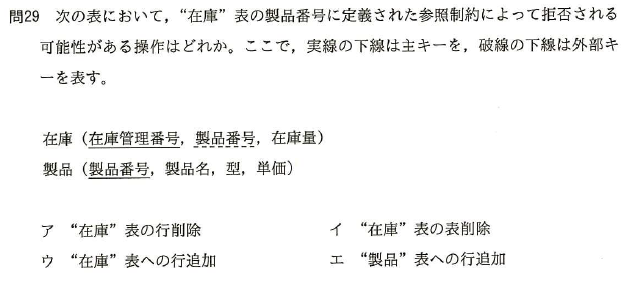 問29 次の表において，“在庫”表の製品番号に定義された参照制約によって拒否される
可能性がある操作はどれか。ここで，実線の下線は主キーを，破線の下線は外部キ
ーを表す。
在庫（在庫管理番号，製品番号，在庫量）
製品（製品番号，製品名，型，単価）
ア “在庫”表の行削除 イ “在庫”表の表削除
ウ “在庫”表への行追加 エ “製品”表への行追加